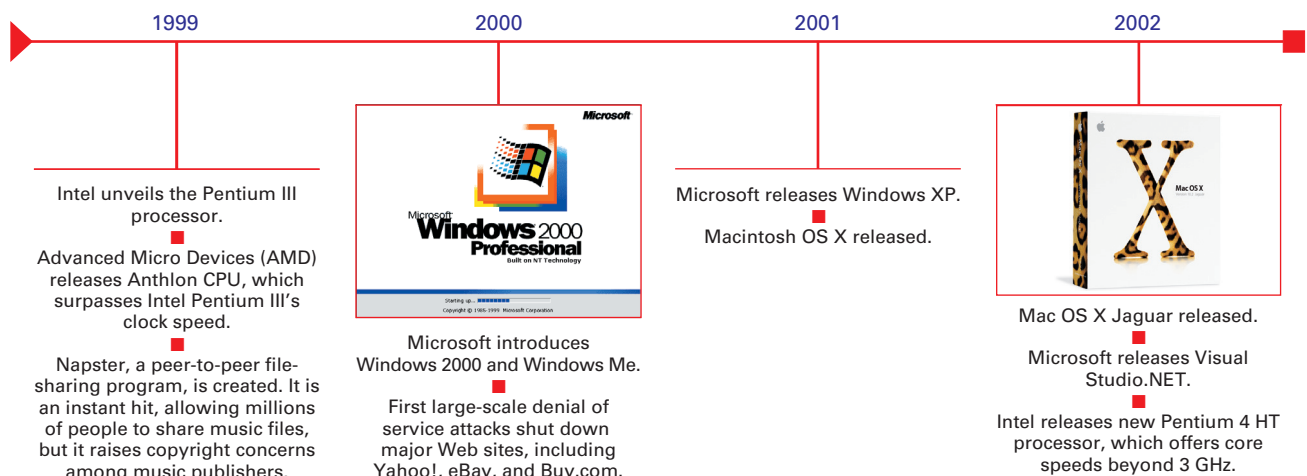 1999
2000
2001
2002
Intel unveils the Pentium III
processor.
Advanced Micro Devices (AMD)
releases Anthlon CPU, which
surpasses Intel Pentium III's
clock speed.
Napster, a peer-to-peer file-
sharing program, is created. It is
an instant hit, allowing millions
of people to share music files,
but it raises copyright concerns
among music publishers.
Microsoft
Microsoft
Windows 2000
Professional
Built on NT Technology
Starting up...
Copyright © 1985-1999 Microsoft Corporation
Microsoft introduces
Windows 2000 and Windows Me.
First large-scale denial of
service attacks shut down
major Web sites, including
Yahoo!, eBay, and Buy.com.
Microsoft releases Windows XP.
Macintosh OS X released.
X
Mac OS X
Mac OS X Jaguar released.
Microsoft releases Visual
Studio.NET.
Intel releases new Pentium 4 HT
processor, which offers core
speeds beyond 3 GHz.